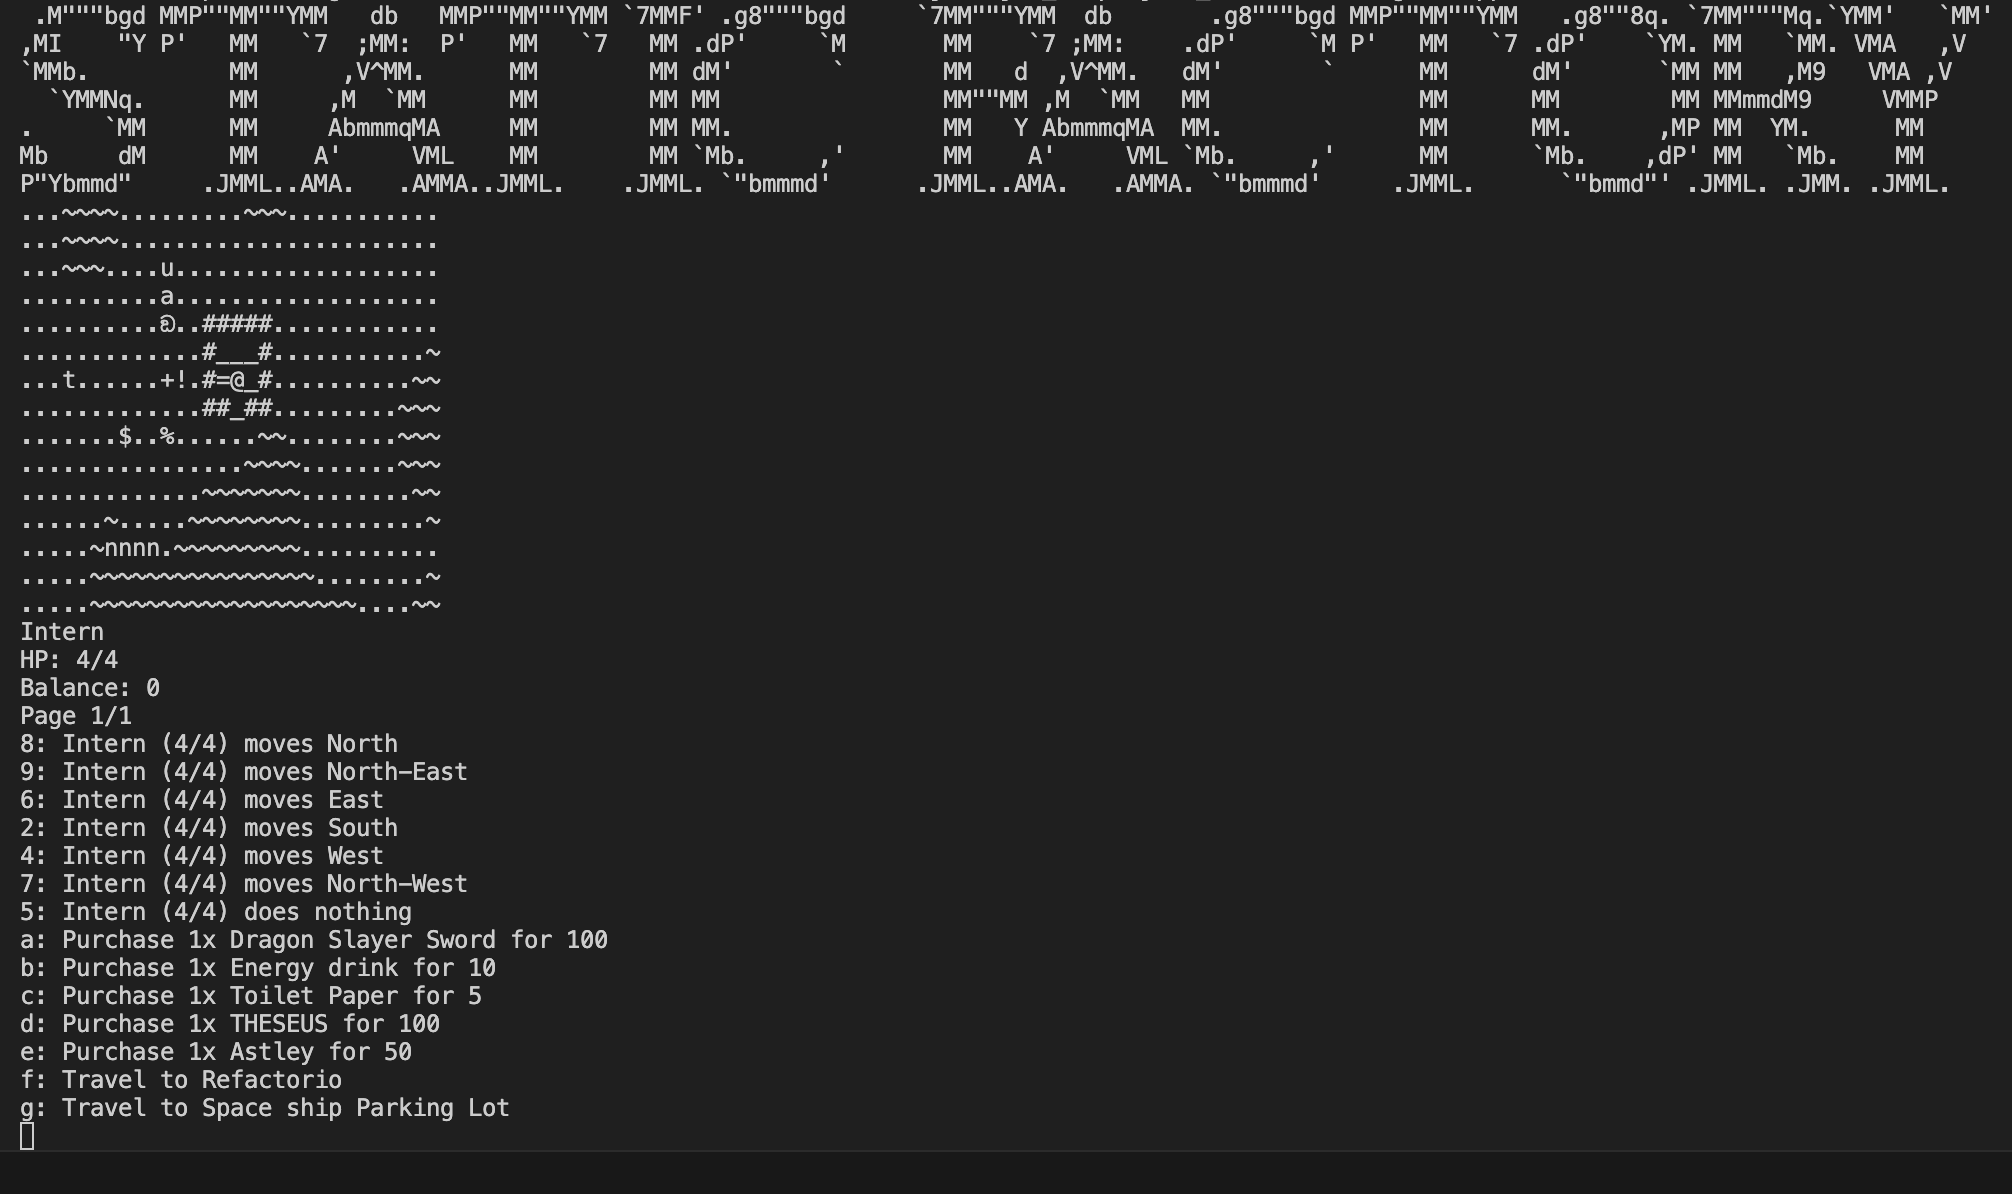 .M"""bgd MMP""MM""YMM   db   MMP""MM""YMM `7MMF' .g8"""bgd     `7MM"""YMM  db       .g8"""bgd MMP""MM""YMM   .g8""8q. `7MM"""Mq.`YMM'   `MM'
,MI    "Y P'   MM   `7  ;MM:  P'   MM   `7   MM .dP'     `M       MM    `7 ;MM:     .dP'     `M P'   MM   `7 .dP'    `YM. MM   `MM. VMA   ,V
`MMb.          MM      ,V^MM.      MM        MM dM'       `       MM   d  ,V^MM.   dM'       `      MM      dM'      `MM MM   ,M9   VMA ,V
  `YMMNq.      MM     ,M  `MM      MM        MM MM                MM""MM ,M  `MM   MM               MM      MM        MM MMmmdM9     VMMP
.     `MM      MM     AbmmmqMA     MM        MM MM.               MM   Y AbmmmqMA  MM.              MM      MM.      ,MP MM  YM.      MM
Mb     dM      MM    A'     VML    MM        MM `Mb.     ,'       MM    A'     VML `Mb.     ,'      MM      `Mb.    ,dP' MM   `Mb.    MM
P"Ybmmd"     .JMML..AMA.   .AMMA..JMML.    .JMML. `"bmmmd'      .JMML..AMA.   .AMMA. `"bmmmd'     .JMML.      `"bmmd"' .JMML. .JMM. .JMML.
...~~~~.........~~~...........
...~~~~.......................
...~~~....u...................
..........a...................
..........ඞ..#####............
.............#___#...........~
...t......+!.#=@_#..........~~
.............##_##.........~~~
.......$..%......~~........~~~
................~~~~.......~~~
.............~~~~~~~........~~
......~.....~~~~~~~~.........~
.....~nnnn.~~~~~~~~~..........
.....~~~~~~~~~~~~~~~~........~
.....~~~~~~~~~~~~~~~~~~~....~~
Intern
HP: 4/4
Balance: 0
Page 1/1
8: Intern (4/4) moves North
9: Intern (4/4) moves North-East
6: Intern (4/4) moves East
2: Intern (4/4) moves South
4: Intern (4/4) moves West
7: Intern (4/4) moves North-West
5: Intern (4/4) does nothing
a: Purchase 1x Dragon Slayer Sword for 100
b: Purchase 1x Energy drink for 10
c: Purchase 1x Toilet Paper for 5
d: Purchase 1x THESEUS for 100
e: Purchase 1x Astley for 50
f: Travel to Refactorio
g: Travel to Space ship Parking Lot